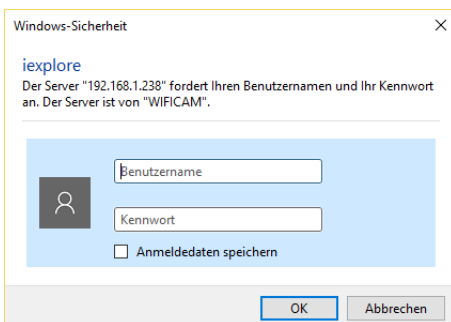 Windows-Sicherheit
iexplore
Der Server "192.168.1.238" fordert Ihren Benutzernamen und Ihr Kennwort
an. Der Server ist von "WIFICAM".
Benutzername
Kennwort
Anmeldedaten speichern
OK Abbrechen